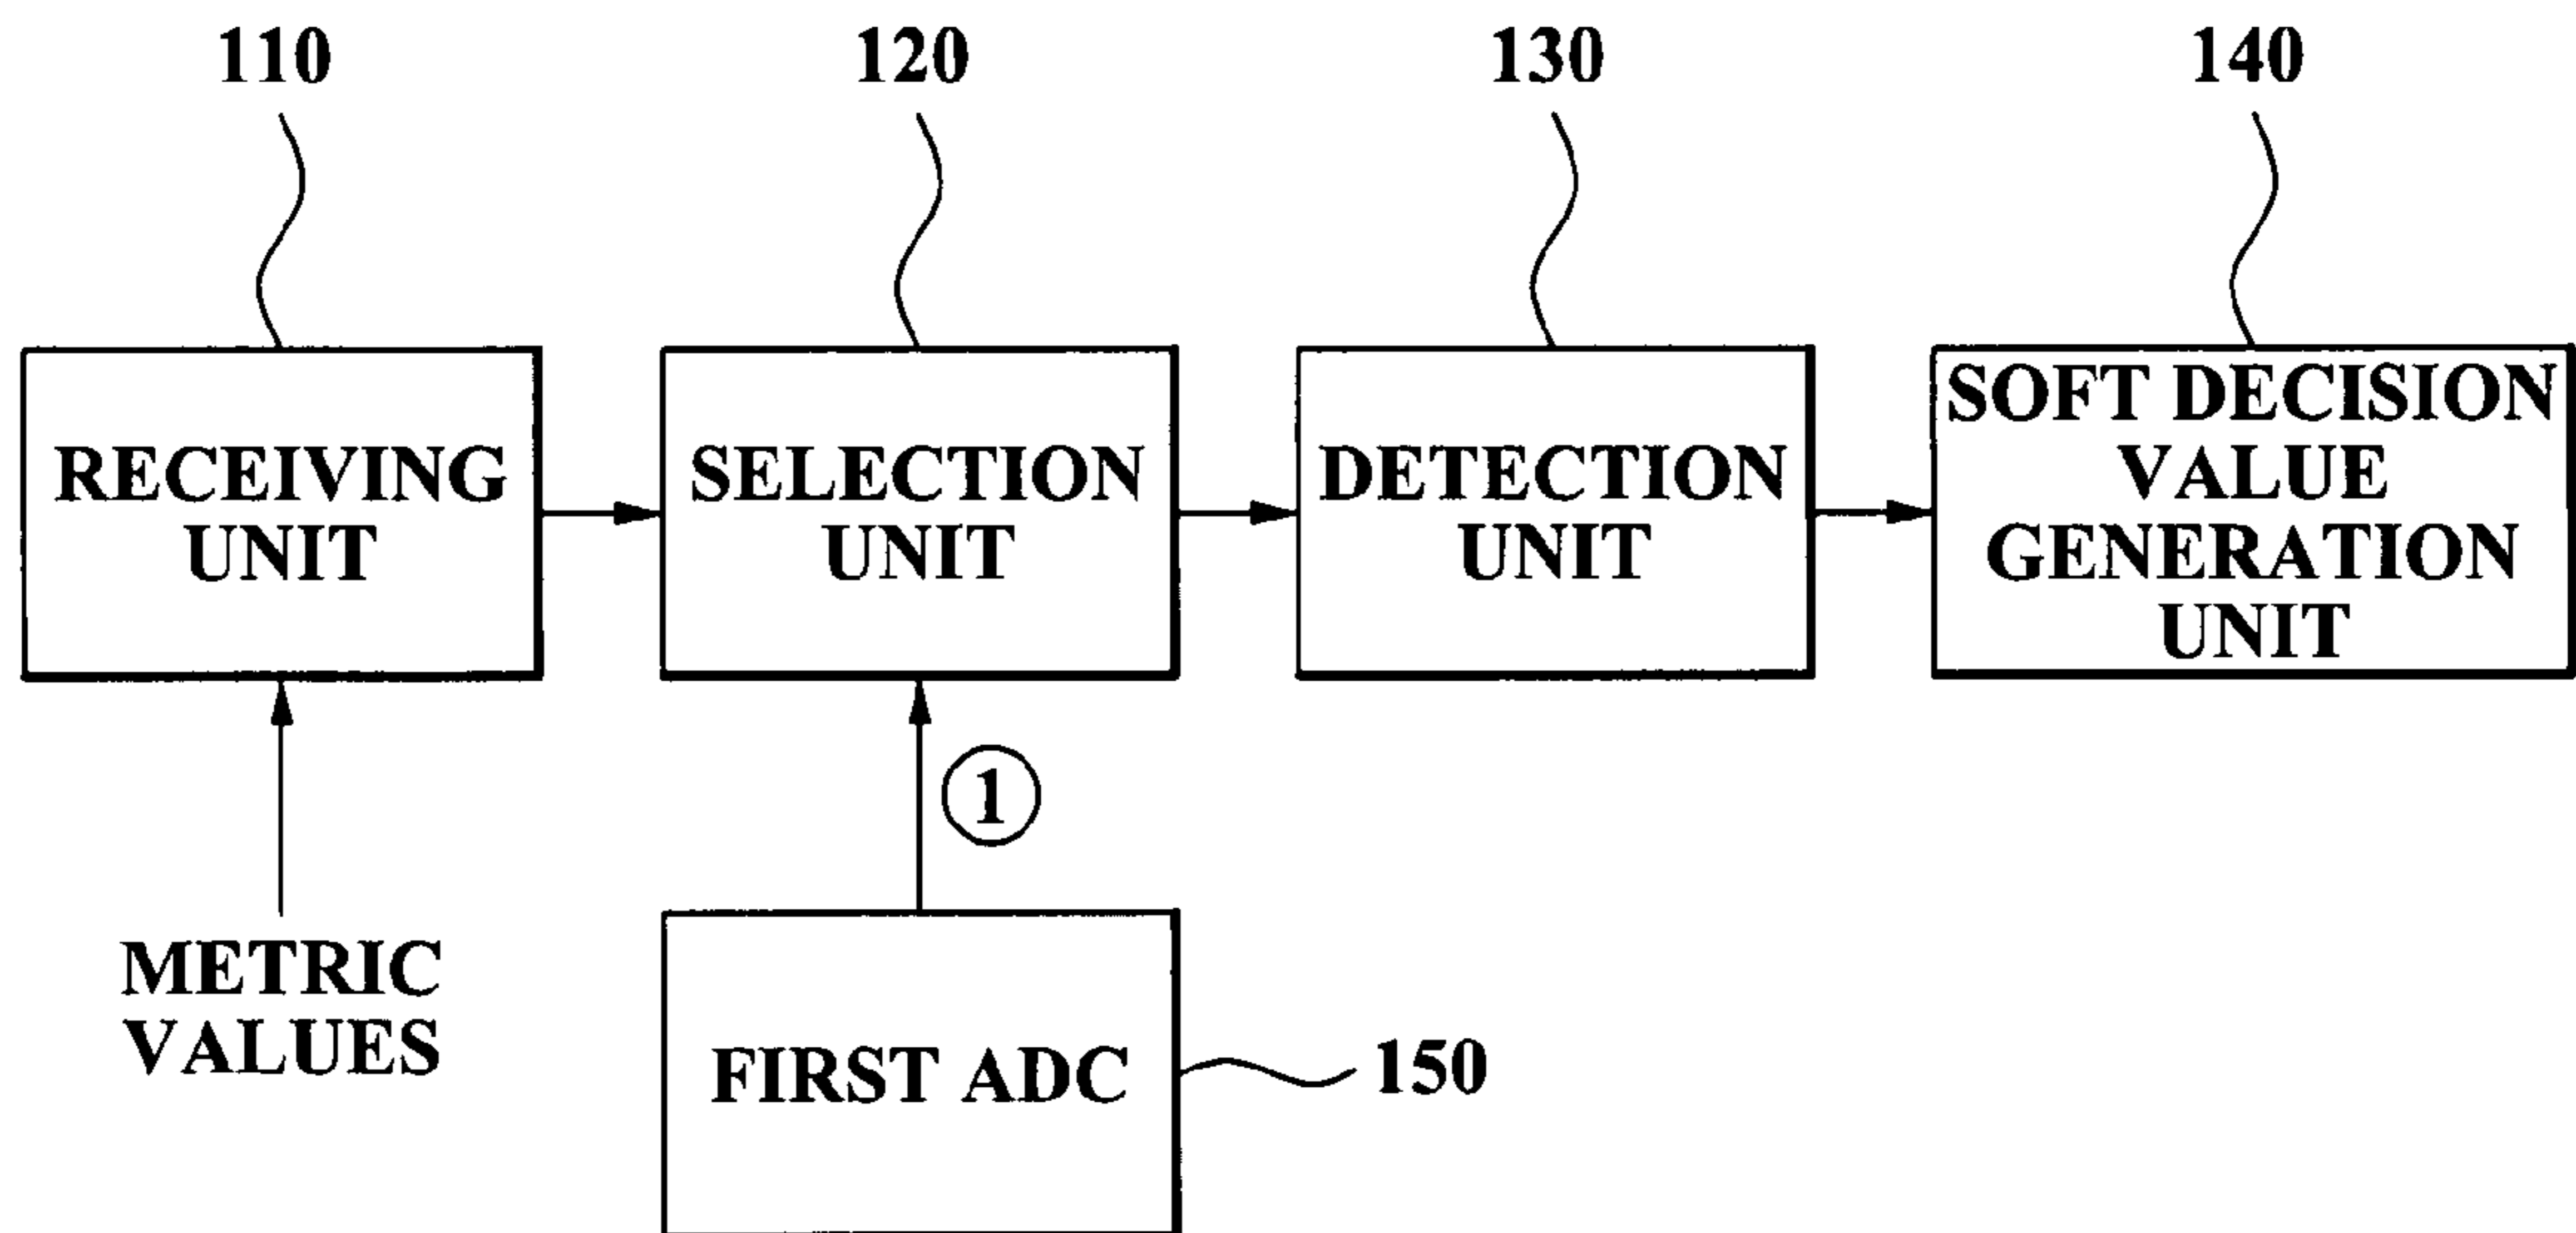 110
120
130
140
RECEIVING
UNIT
SELECTION
UNIT
DETECTION
UNIT
SOFT DECISION
VALUE
GENERATION
UNIT
1
METRIC
VALUES
FIRST ADC
150